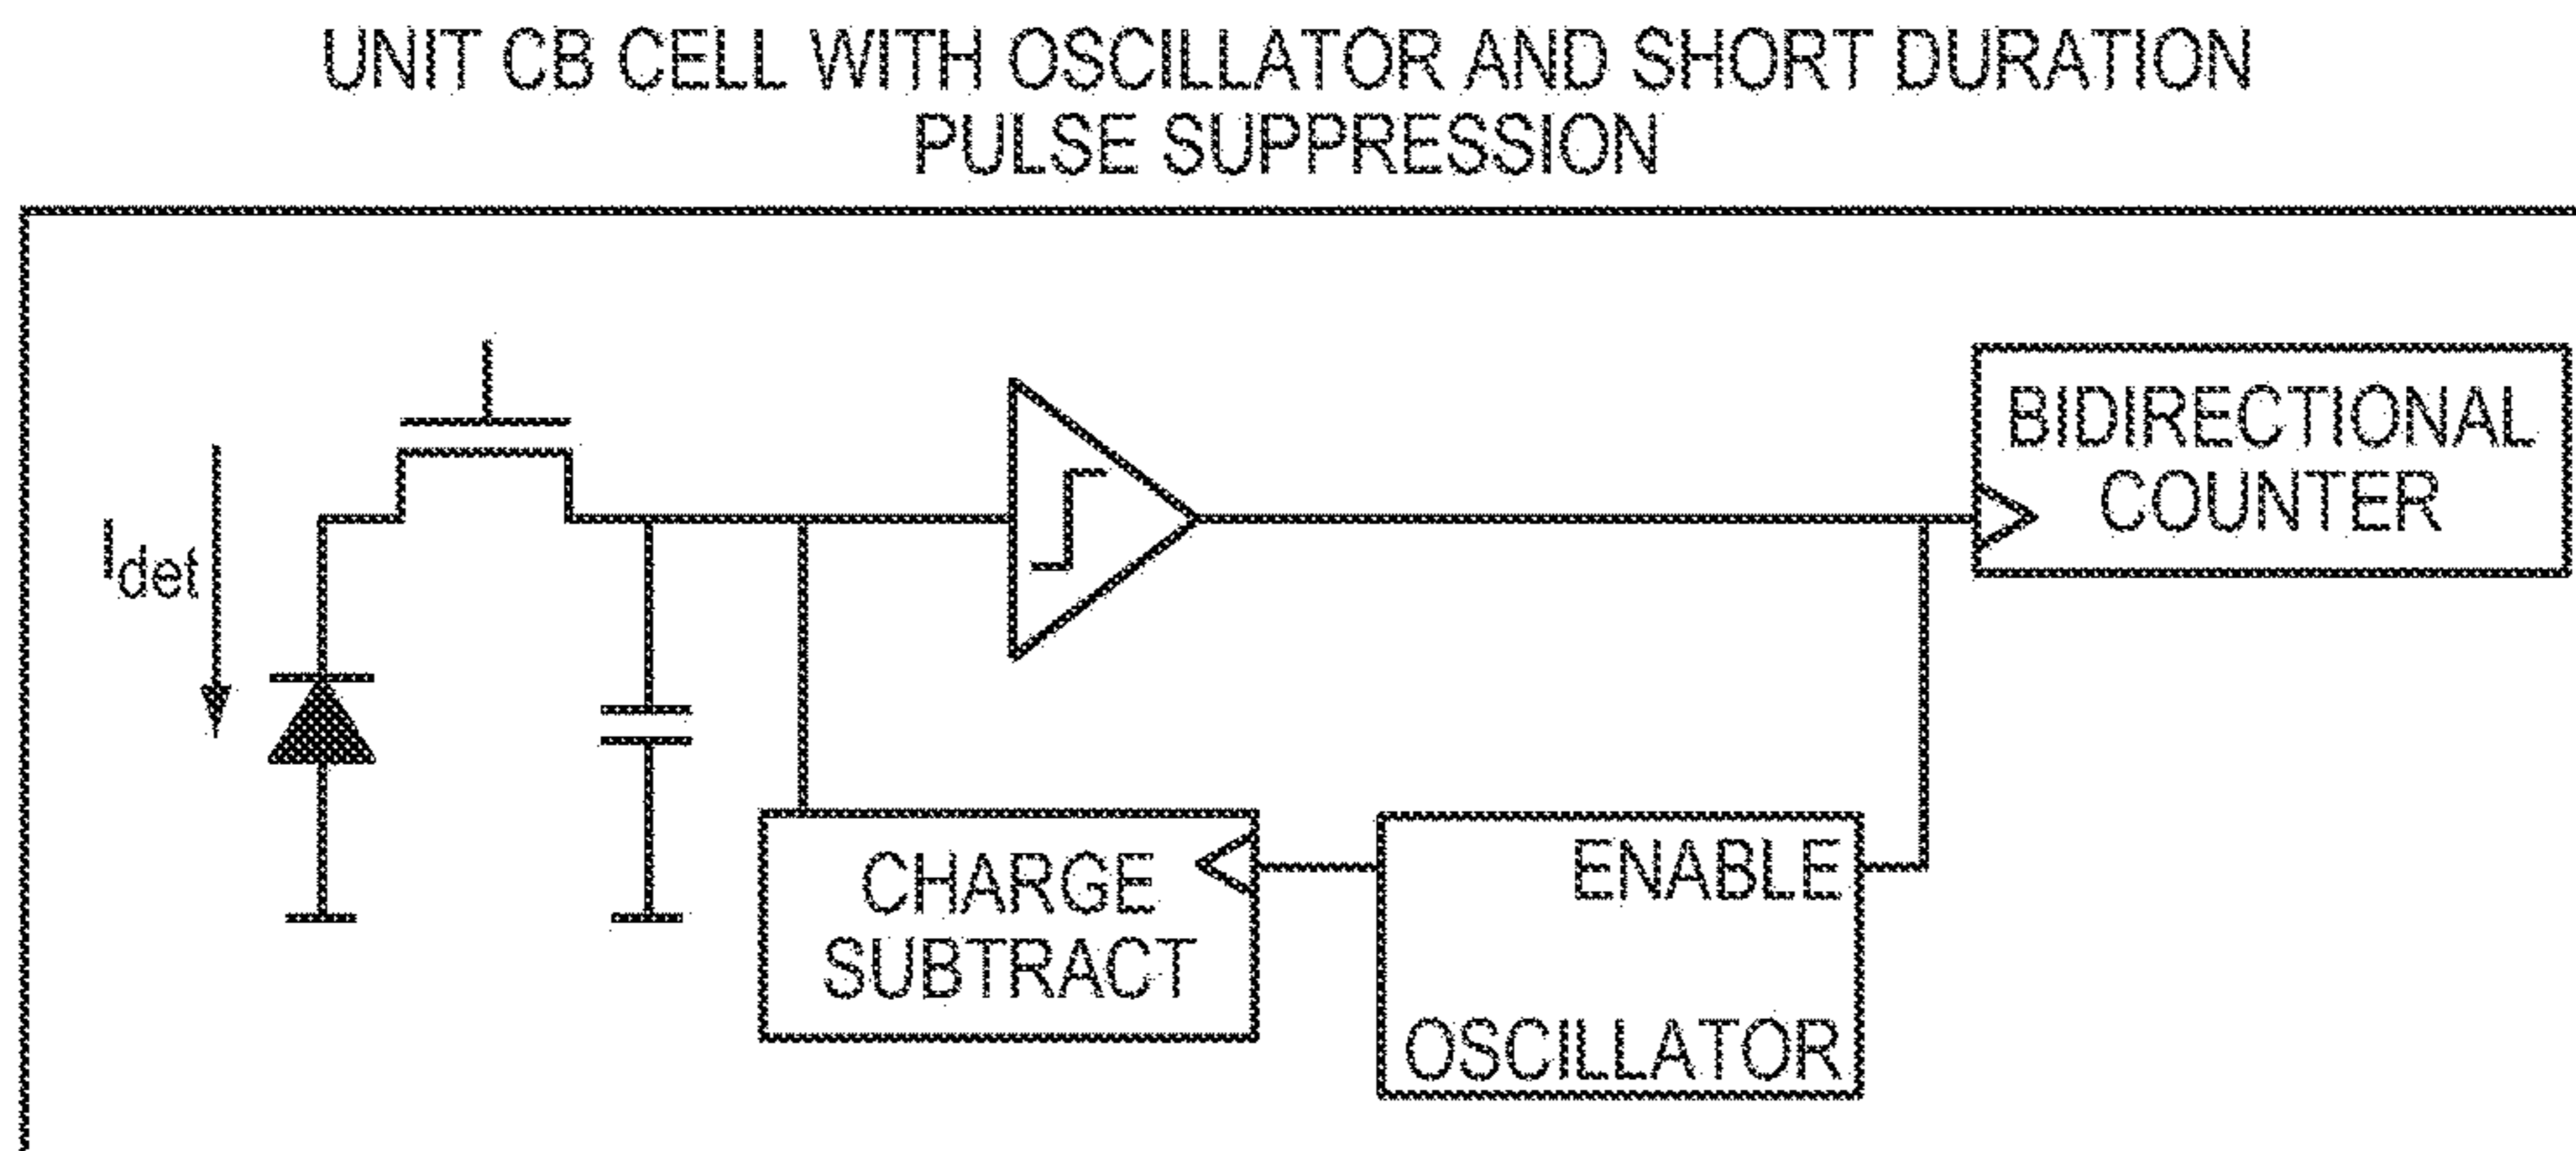 UNIT CB CELL WITH OSCILLATOR AND SHORT DURATION
PULSE SUPPRESSION
BIDIRECTIONAL
COUNTER
Idet
CHARGE
SUBTRACT
ENABLE
OSCILLATOR